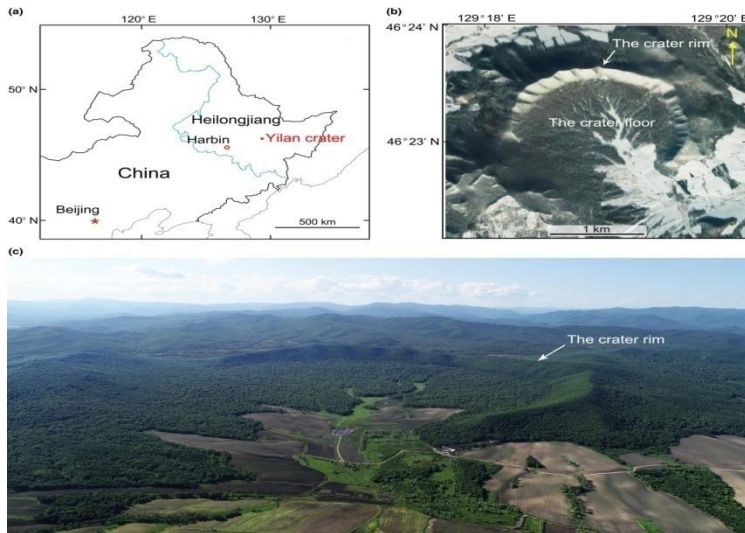 (a)
120° E
130° E
50° N
40° N
Heilongjiang
Harbin
Yilan crater
China
Beijing
500 km
(b)
129° 18' E
129° 20' E
46° 24' N
46° 23' N
N
The crater rim
The crater floor
1 km
(c)
The crater rim